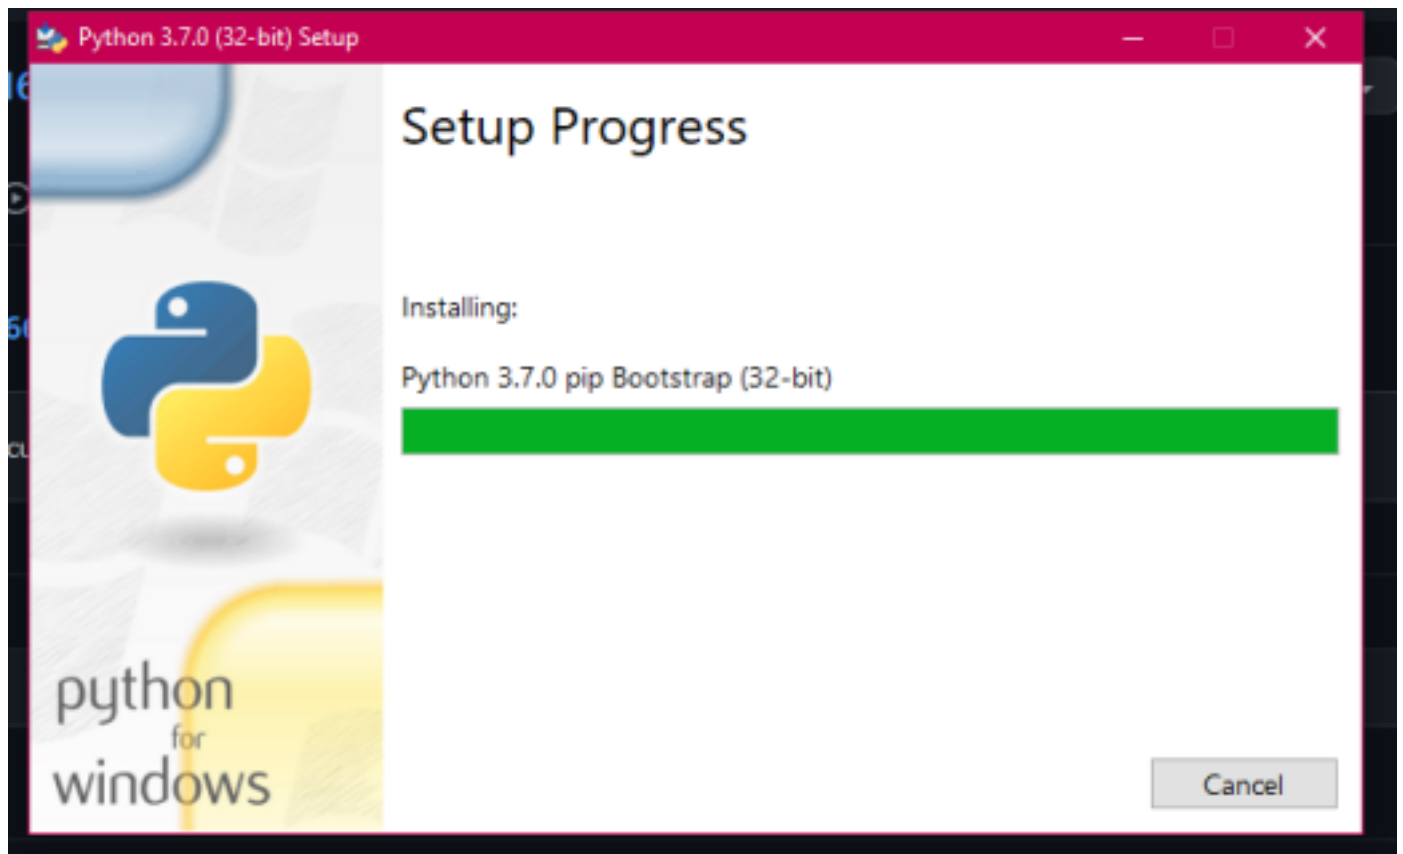 Python 3.7.0 (32-bit) Setup
Setup Progress
Installing:
Python 3.7.0 pip Bootstrap (32-bit)
python
for
windows
Cancel